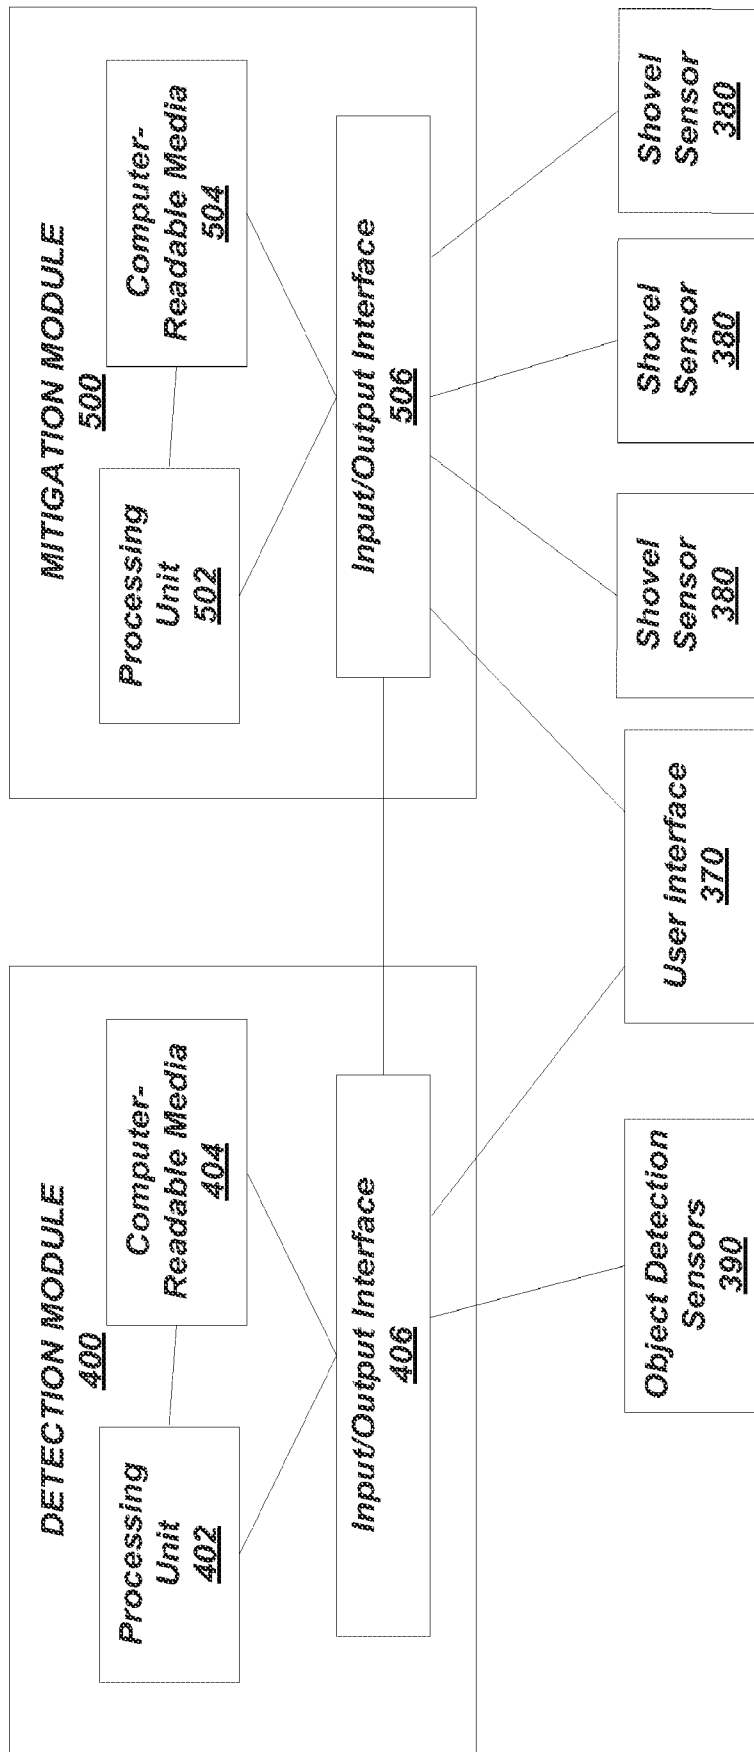 DETECTION MODULE
400
Processing
Unit
402
Computer-
Readable Media
404
Input/Output Interface
406
MITIGATION MODULE
500
Processing
Unit
502
Computer-
Readable Media
504
Input/Output Interface
506
Object Detection
Sensors
390
User Interface
370
Shovel
Sensor
380
Shovel
Sensor
380
Shovel
Sensor
380